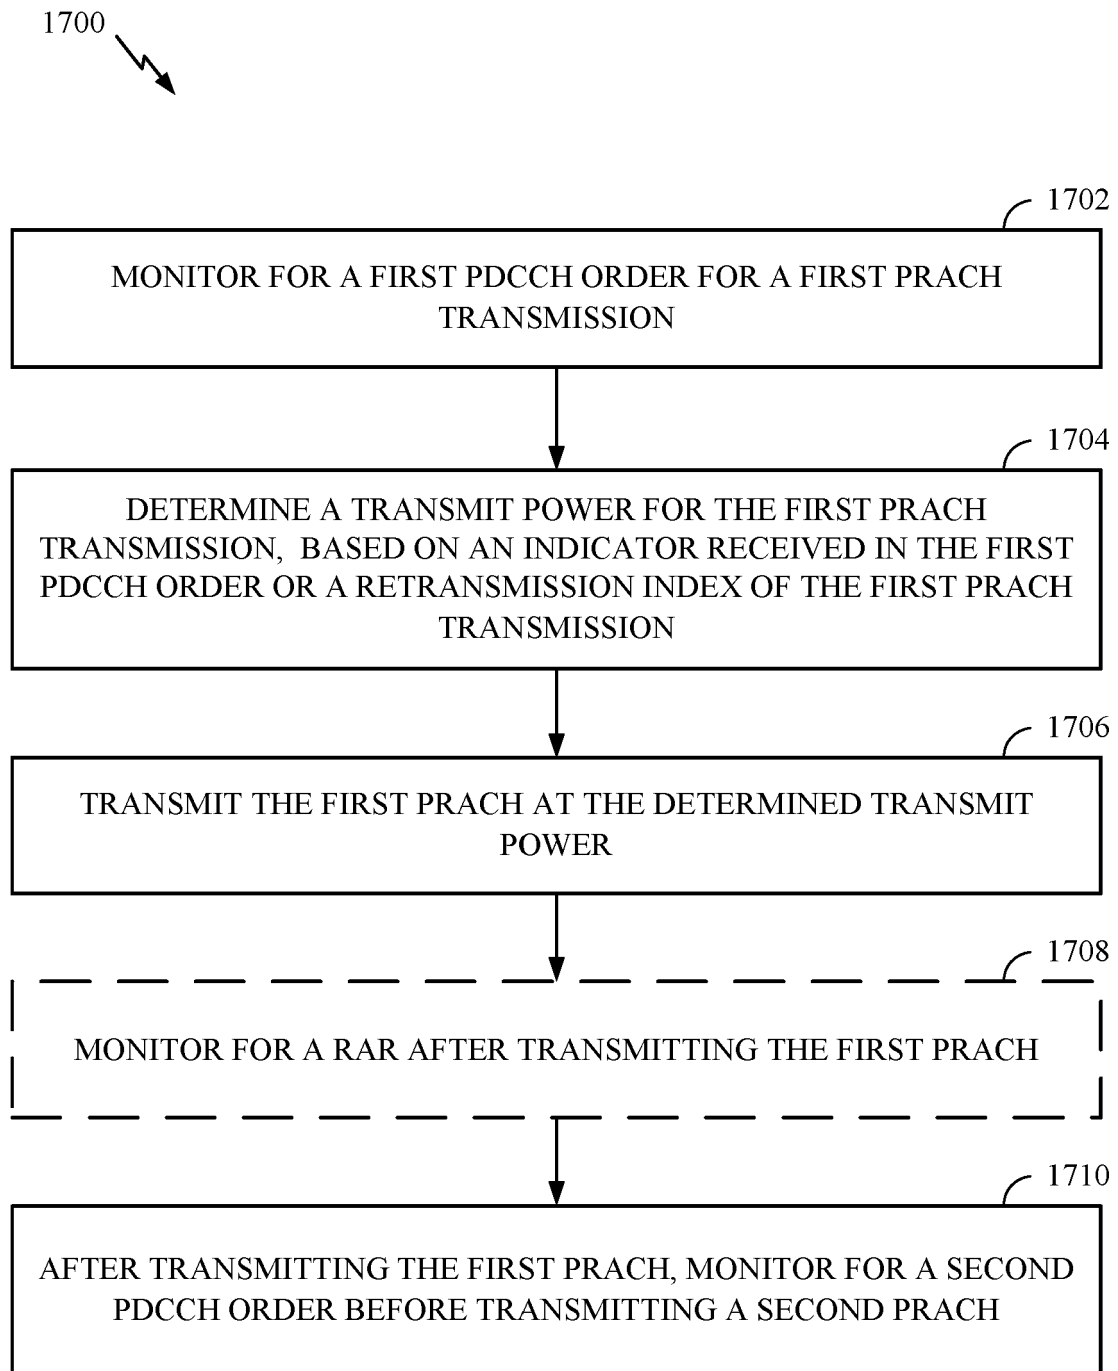 1700
1702
MONITOR FOR A FIRST PDCCH ORDER FOR A FIRST PRACH
TRANSMISSION
1704
DETERMINE A TRANSMIT POWER FOR THE FIRST PRACH
TRANSMISSION, BASED ON AN INDICATOR RECEIVED IN THE FIRST
PDCCH ORDER OR A RETRANSMISSION INDEX OF THE FIRST PRACH
TRANSMISSION
1706
TRANSMIT THE FIRST PRACH AT THE DETERMINED TRANSMIT
POWER
1708
MONITOR FOR A RAR AFTER TRANSMITTING THE FIRST PRACH
1710
AFTER TRANSMITTING THE FIRST PRACH, MONITOR FOR A SECOND
PDCCH ORDER BEFORE TRANSMITTING A SECOND PRACH